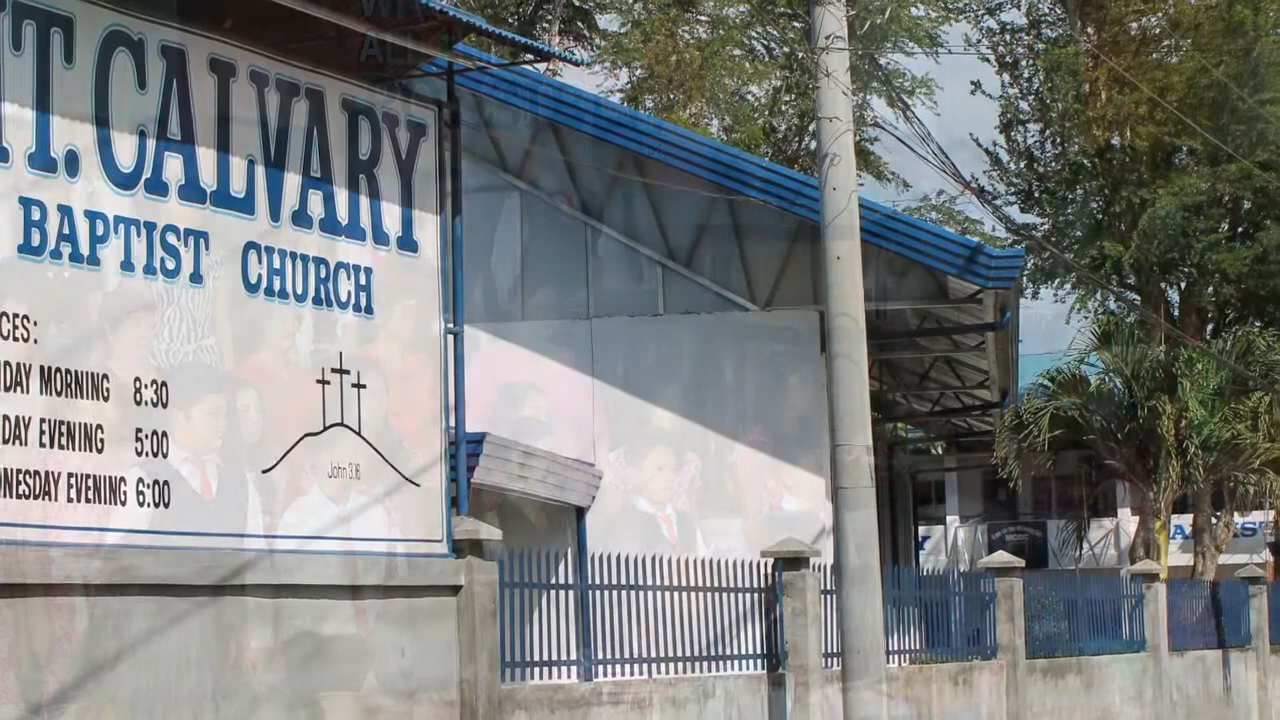 T. CALVARY
BAPTIST CHURCH
CES:
DAY MORNING 8:30
DAY EVENING 5:00
NESDAY EVENING 6:00
John 3:16